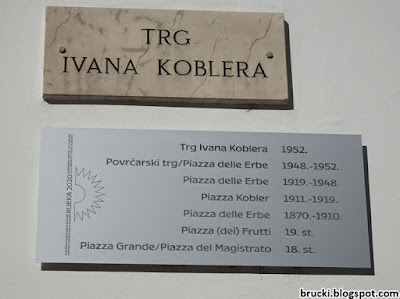 TRG
IVANA KOBLERA
Trg Ivana Koblera 1952.
Povrćarski trg/Piazza delle Erbe 1948.-1952.
Piazza delle Erbe 1919.-1948.
Piazza Kobler 1911.-1919.
Piazza delle Erbe 1870.-1910.
Piazza (dei) Frutti 19. st.
Piazza Grande/Piazza del Magistrato 18. st.
RIJEKA 2020
brucki.blogspot.com